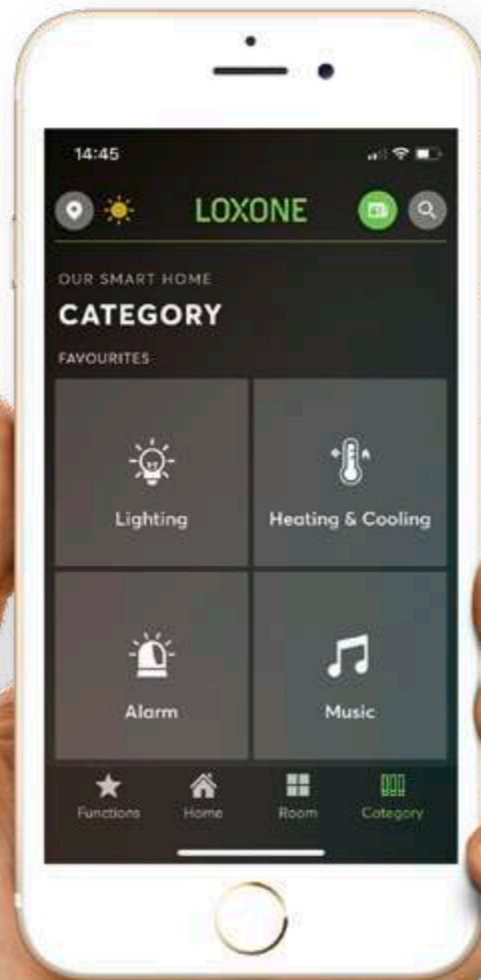 14:45
LOXONE
OUR SMART HOME
CATEGORY
FAVOURITES
Lighting
Heating & Cooling
Alarm
Music
Functions
Home
Room
Category